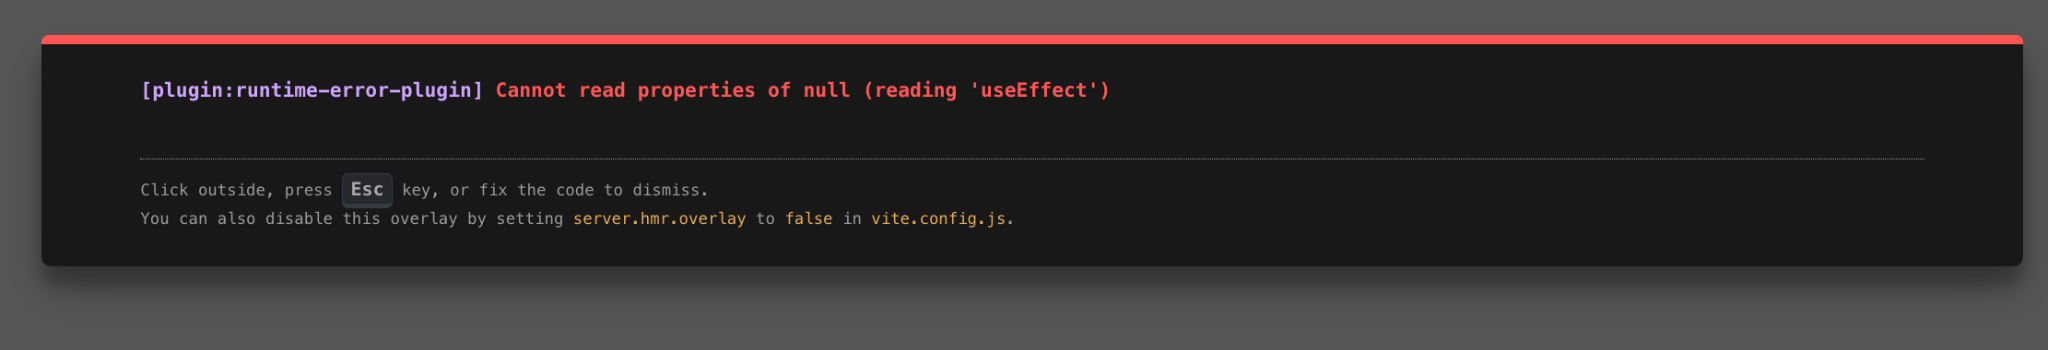 [plugin:runtime-error-plugin] Cannot read properties of null (reading 'useEffect')
Click outside, press Esc key, or fix the code to dismiss.
You can also disable this overlay by setting server.hmr.overlay to false in vite.config.js.